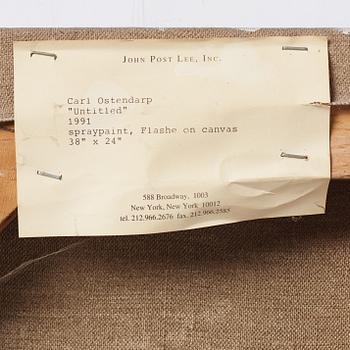 JOHN POST LEE, INC.
Carl Ostendarp
"Untitled"
1991
spraypaint, Flashe on canvas
38" x 24"
588 Broadway, 1003
New York, New York 10012
tel. 212.966.2676 fax. 212.966.2585